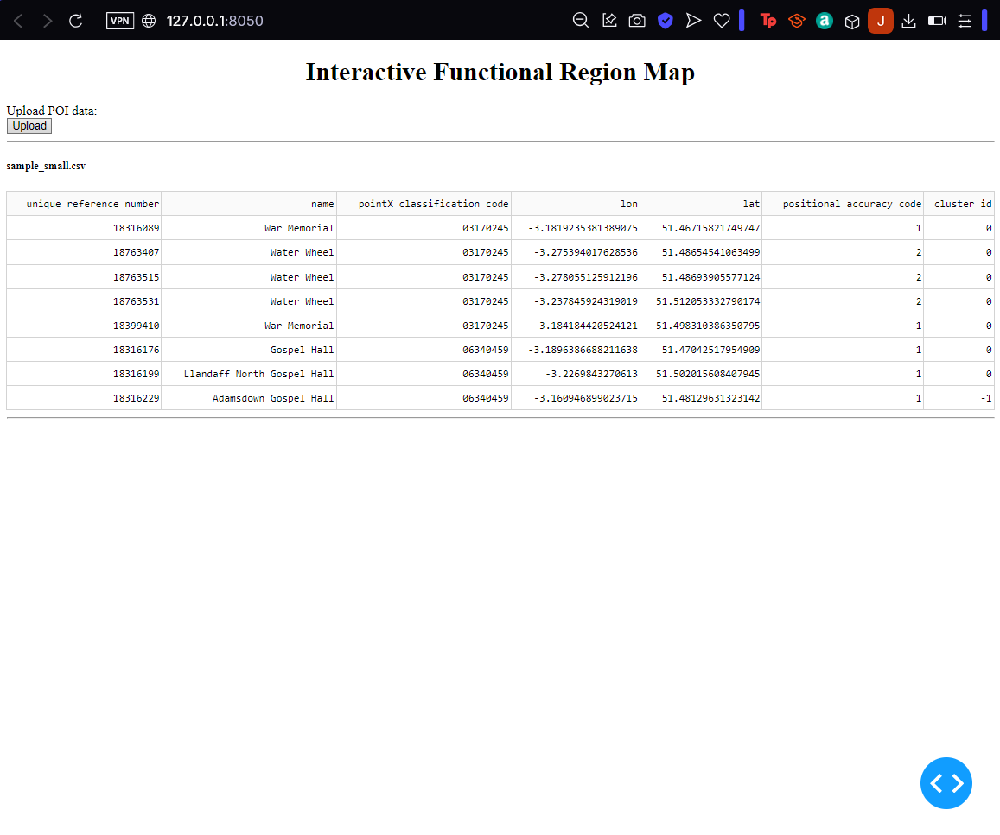 VPN 127.0.0.1:8050 Tp a J
Interactive Functional Region Map
Upload POI data:
Upload
sample_small.csv
unique reference number name pointX classification code lon lat positional accuracy code cluster id
18316089 War Memorial 03170245 -3.1819235381389075 51.46715821749747 1 0
18763407 Water Wheel 03170245 -3.275394017628536 51.48654541063499 2 0
18763515 Water Wheel 03170245 -3.278055125912196 51.48693905577124 2 0
18763531 Water Wheel 03170245 -3.237845924319019 51.512053332790174 2 0
18399410 War Memorial 03170245 -3.184184420524121 51.498310386350795 1 0
18316176 Gospel Hall 06340459 -3.1896386688211638 51.47042517954909 1 0
18316199 Llandaff North Gospel Hall 06340459 -3.2269843270613 51.502015608407945 1 0
18316229 Adamsdown Gospel Hall 06340459 -3.160946899023715 51.48129631323142 1 -1